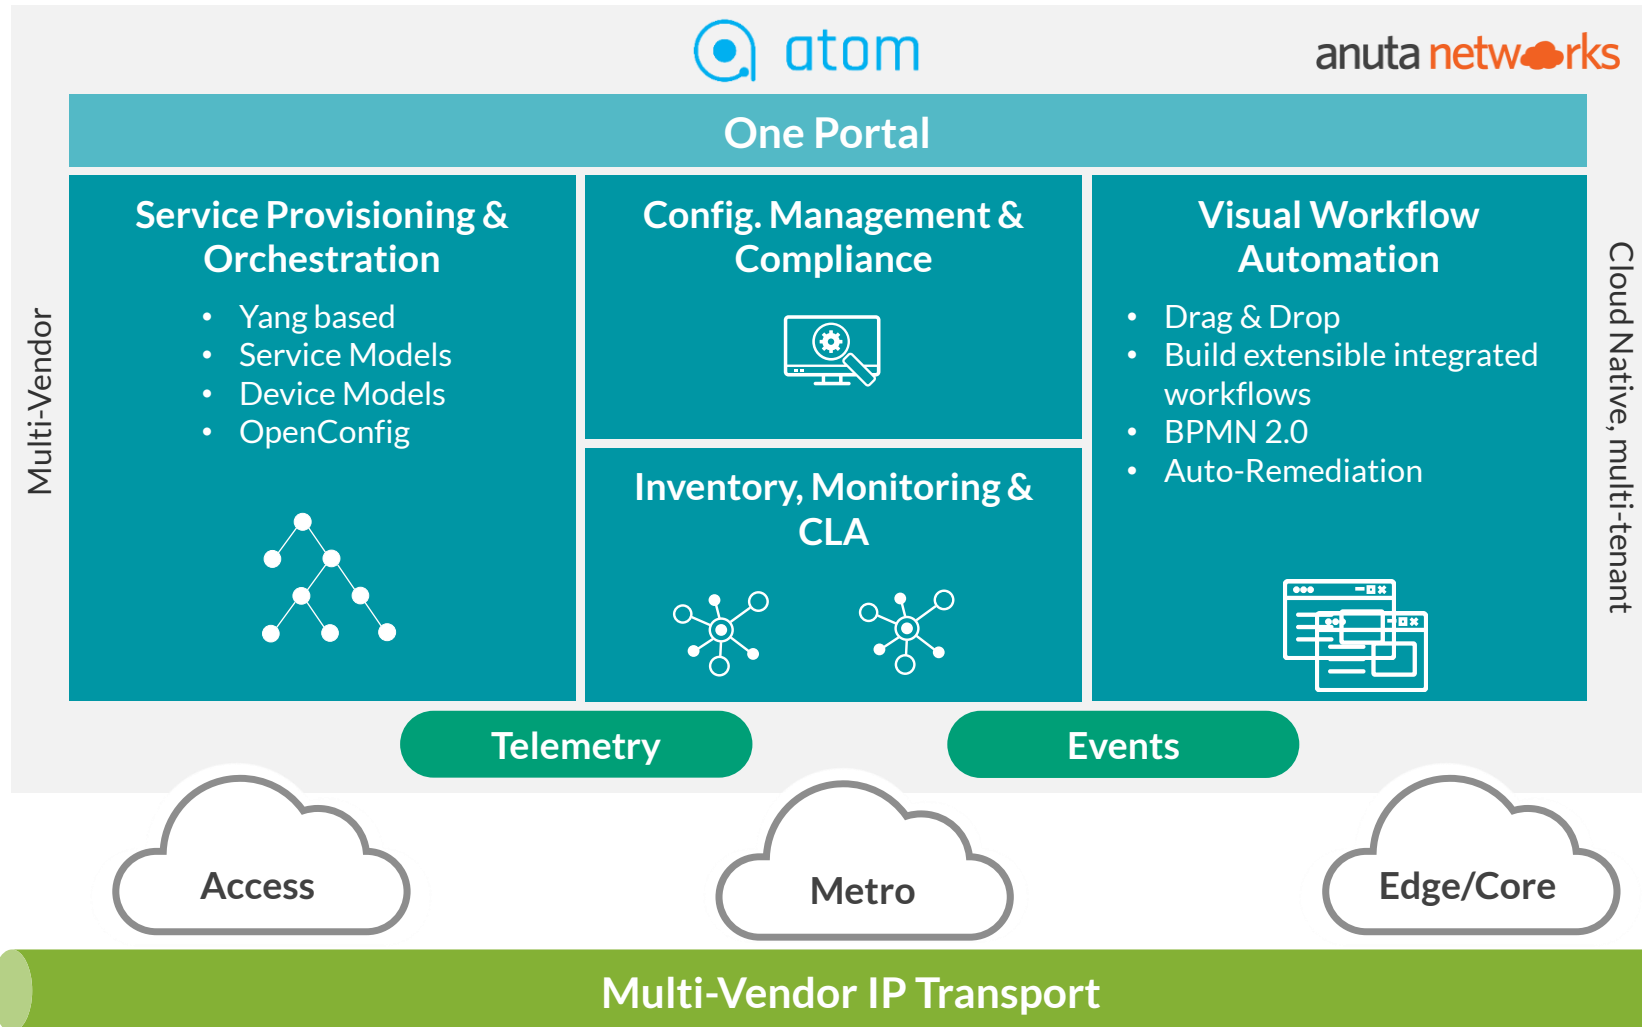 atom
anuta networks
One Portal
Service Provisioning &
Orchestration
• Yang based
• Service Models
• Device Models
• OpenConfig
Config. Management &
Compliance
Inventory, Monitoring &
CLA
Visual Workflow
Automation
• Drag & Drop
• Build extensible integrated
workflows
• BPMN 2.0
• Auto-Remediation
Multi-Vendor
Cloud Native, multi-tenant
Telemetry
Events
Access
Metro
Edge/Core
Multi-Vendor IP Transport